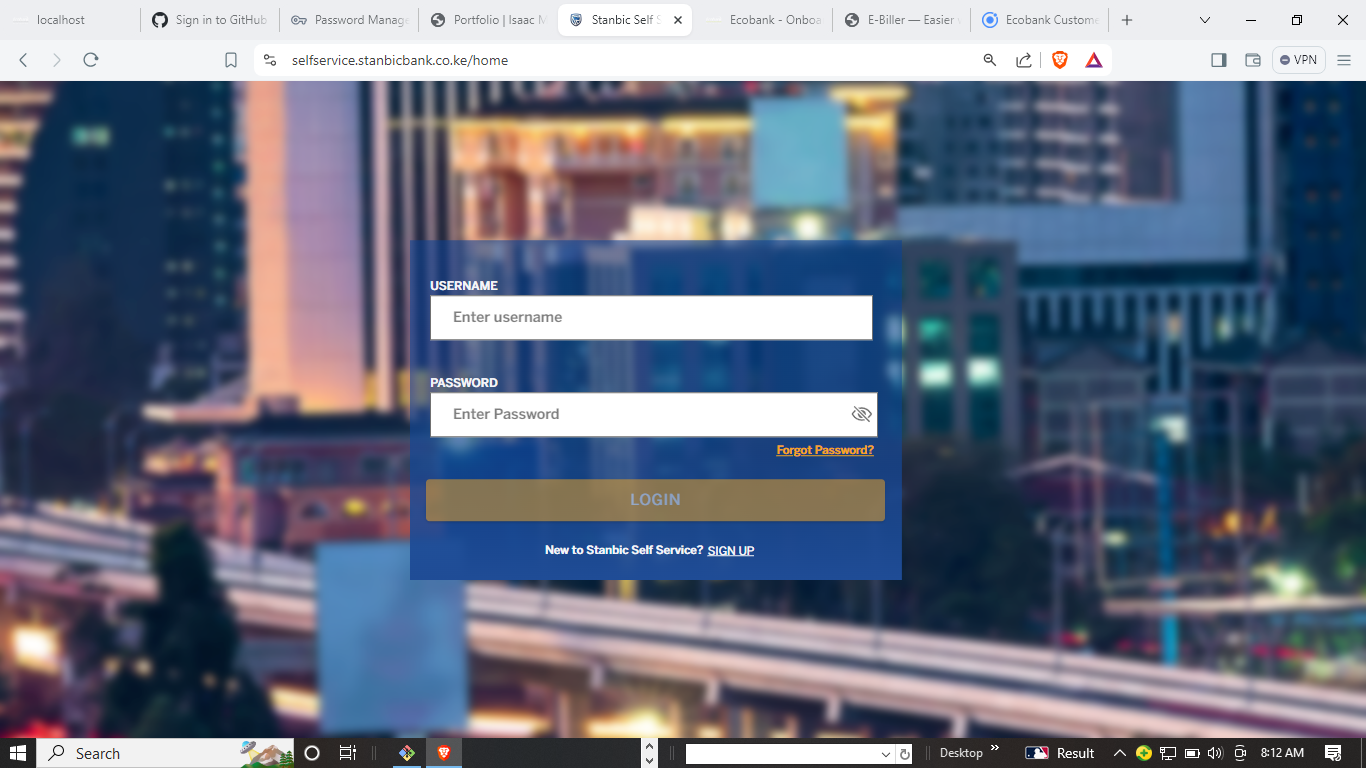 localhost
Sign in to GitHub
Password Manage
Portfolio | Isaac M
Stanbic Self S
Ecobank - Onboa
E-Biller — Easier
Ecobank Custome
selfservice.stanbicbank.co.ke/home
VPN
USERNAME
Enter username
PASSWORD
Enter Password
Forgot Password?
LOGIN
New to Stanbic Self Service? SIGN UP
Search
Desktop
Result
8:12 AM